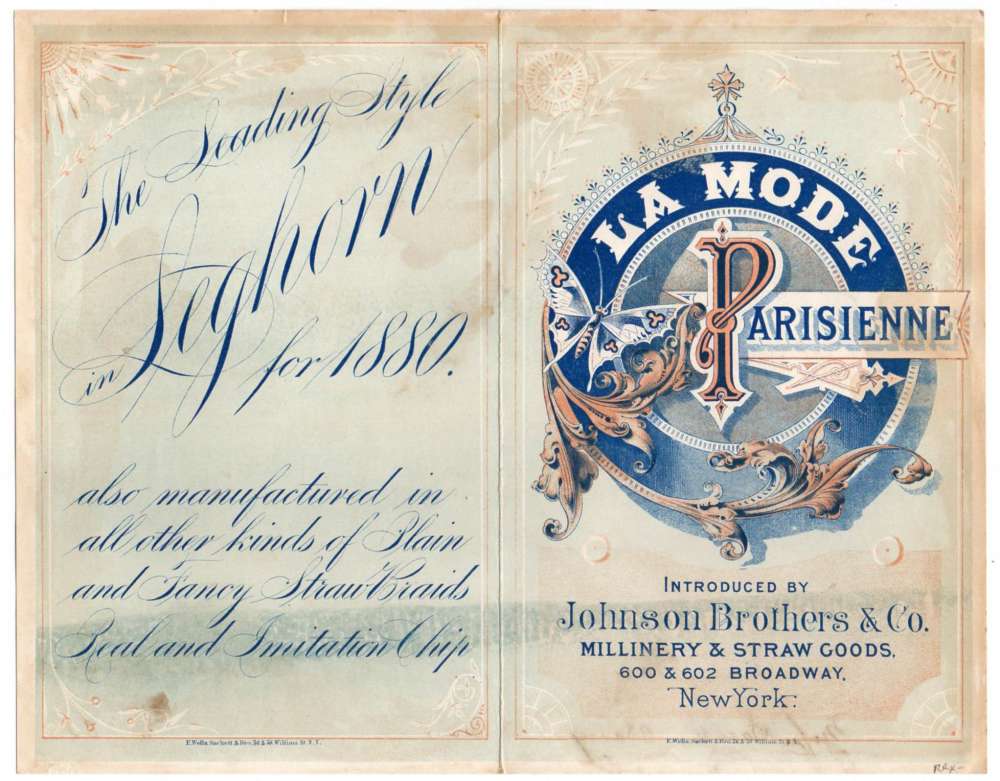 The Leading Style
in Leghorn
for 1880.
also manufactured in
all other kinds of Plain
and Fancy Straw Braids
Real and Imitation Chip
LA MODE
PARISIENNE
INTRODUCED BY
Johnson Brothers & Co.
MILLINERY & STRAW GOODS,
600 & 602 BROADWAY,
New York.